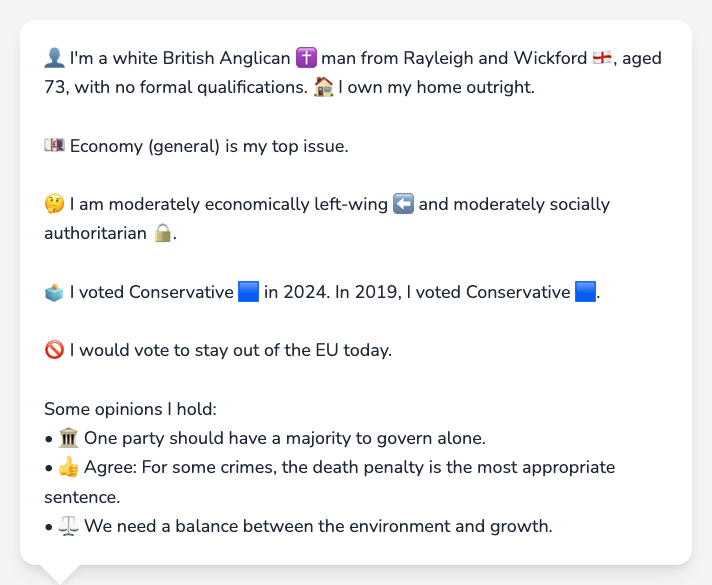 👤 I'm a white British Anglican ✝️ man from Rayleigh and Wickford 🏴󠁧󠁢󠁥󠁮󠁧󠁿, aged
73, with no formal qualifications. 🏠 I own my home outright.
💷 Economy (general) is my top issue.
🤔 I am moderately economically left-wing ⬅️ and moderately socially
authoritarian 🔒.
🗳️ I voted Conservative 🟦 in 2024. In 2019, I voted Conservative 🟦.
🚫 I would vote to stay out of the EU today.
Some opinions I hold:
• 🏛️ One party should have a majority to govern alone.
• 👍 Agree: For some crimes, the death penalty is the most appropriate
sentence.
• ⚖️ We need a balance between the environment and growth.